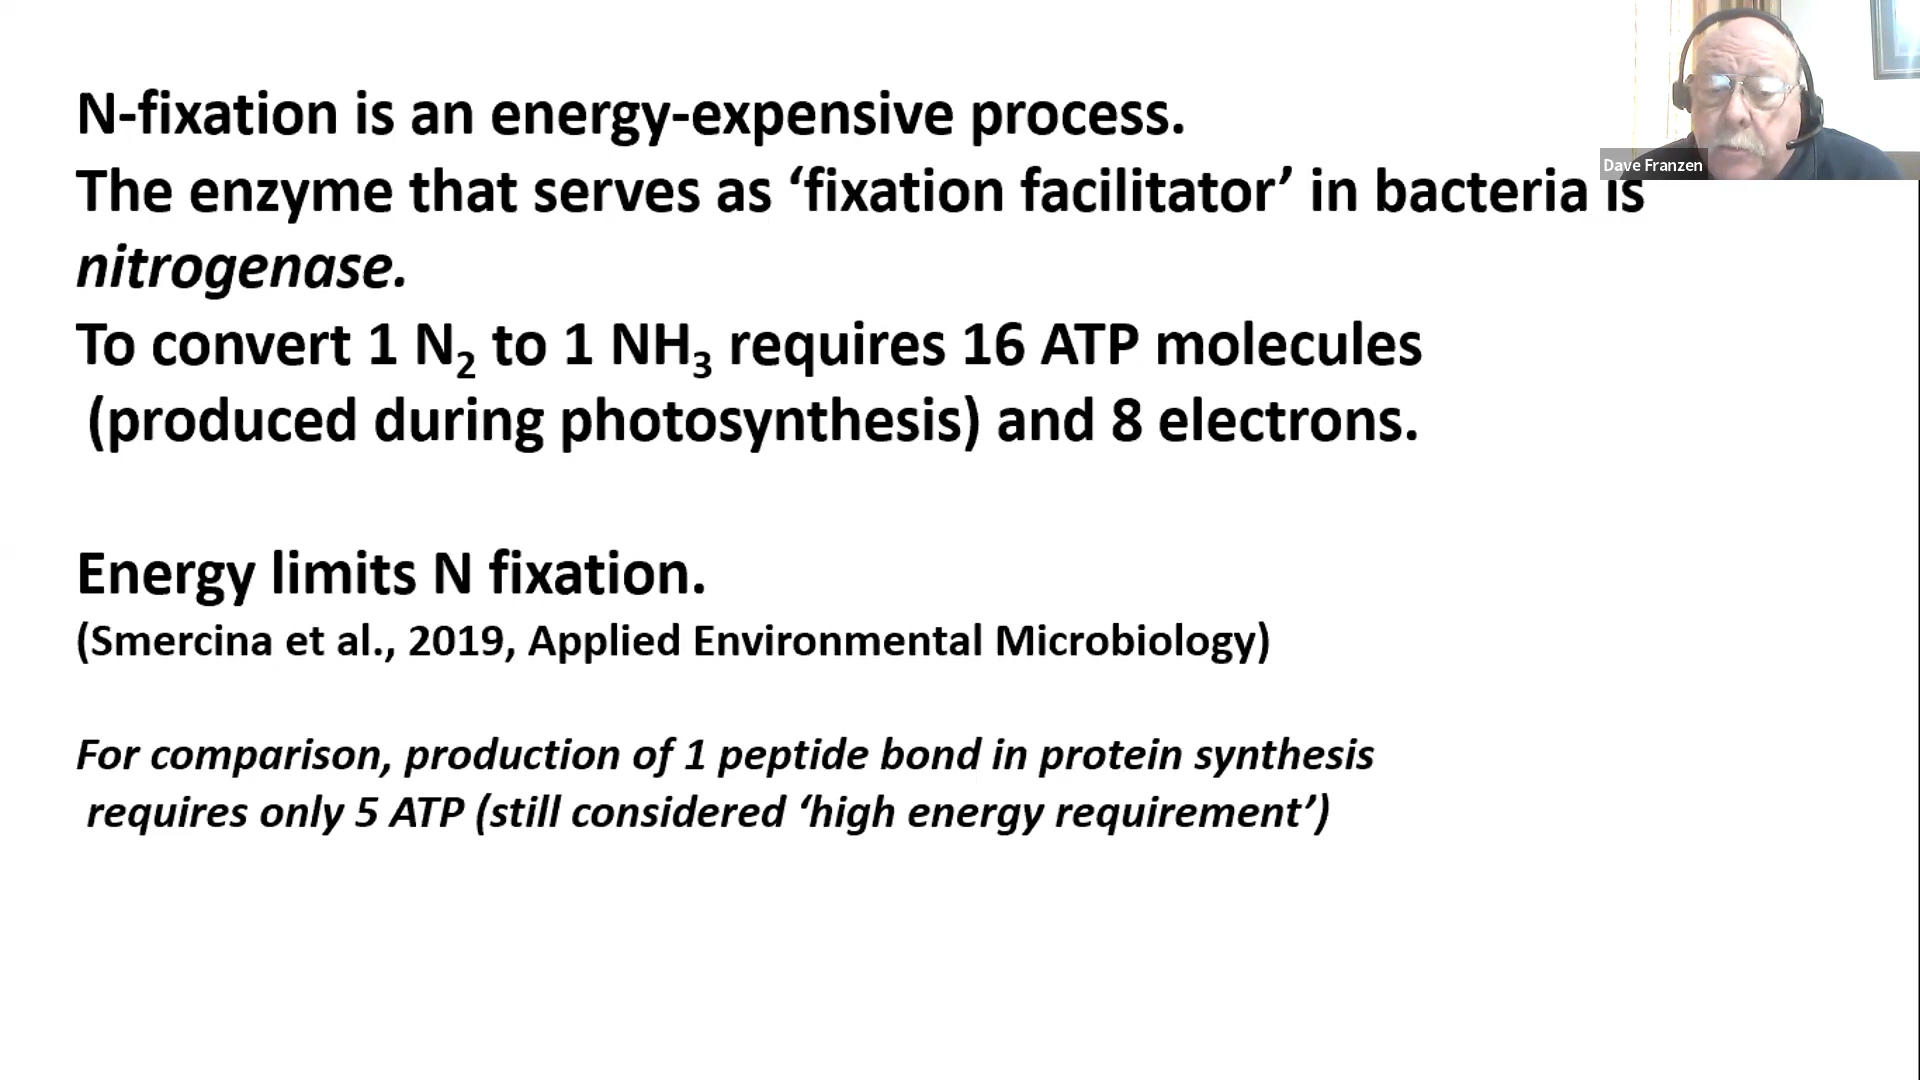 N-fixation is an energy-expensive process.
The enzyme that serves as ‘fixation facilitator’ in bacteria is
nitrogenase.
To convert 1 N₂ to 1 NH₃ requires 16 ATP molecules
(produced during photosynthesis) and 8 electrons.
Energy limits N fixation.
(Smercina et al., 2019, Applied Environmental Microbiology)
For comparison, production of 1 peptide bond in protein synthesis
requires only 5 ATP (still considered ‘high energy requirement’)
Dave Franzen